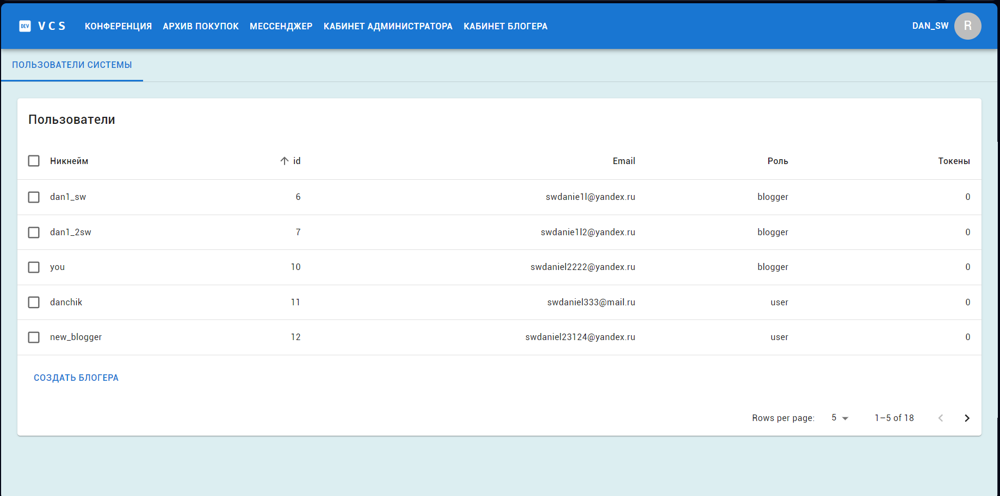 DEV VCS КОНФЕРЕНЦИЯ АРХИВ ПОКУПОК МЕССЕНДЖЕР КАБИНЕТ АДМИНИСТРАТОРА КАБИНЕТ БЛОГЕРА DAN_SW R
ПОЛЬЗОВАТЕЛИ СИСТЕМЫ
Пользователи
Никнейм id Email Роль Токены
dan1_sw 6 swdanie1l@yandex.ru blogger 0
dan1_2sw 7 swdanie1l2@yandex.ru blogger 0
you 10 swdaniel2222@yandex.ru blogger 0
danchik 11 swdaniel333@mail.ru user 0
new_blogger 12 swdaniel23124@yandex.ru user 0
СОЗДАТЬ БЛОГЕРА
Rows per page: 5 1–5 of 18